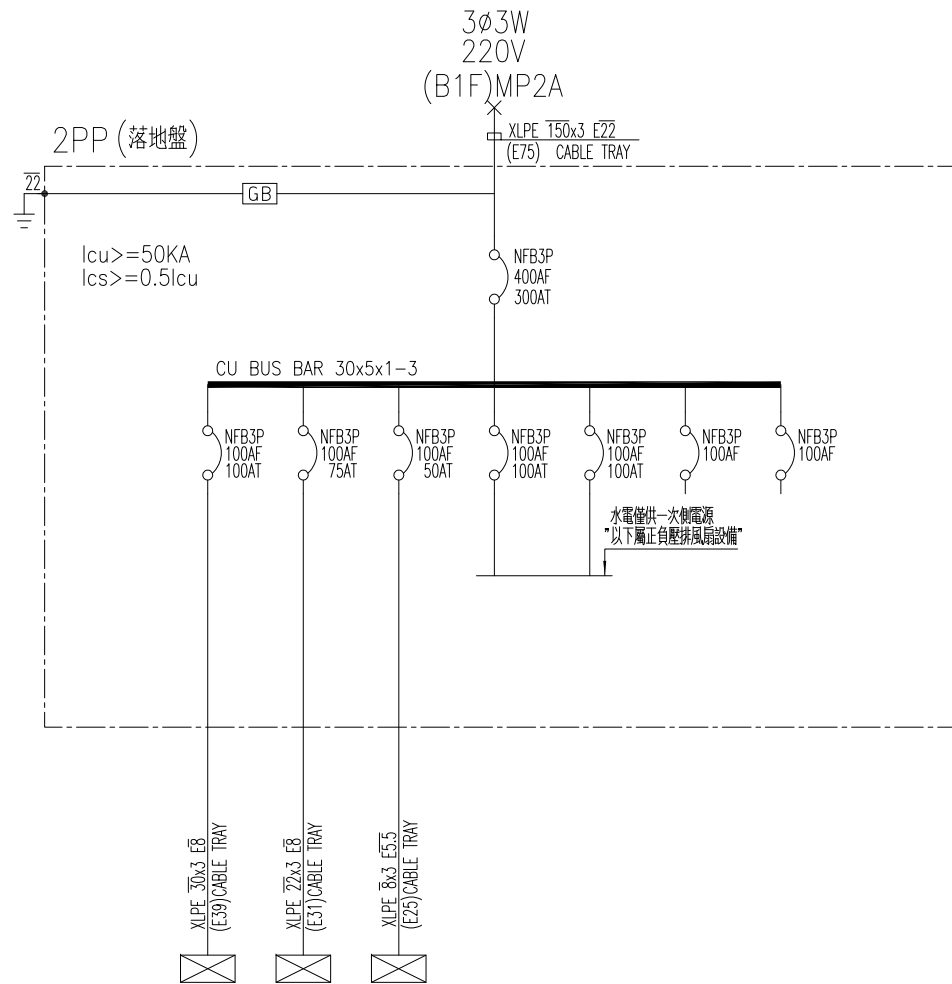 3ø3W
220V
(B1F)MP2A
XLPE 150x3 E22
(E75) CABLE TRAY
2PP (落地盤)
22
GB
Icu>=50KA
Ics>=0.5Icu
NFB3P
400AF
300AT
CU BUS BAR 30x5x1-3
NFB3P
100AF
100AT
NFB3P
100AF
75AT
NFB3P
100AF
50AT
NFB3P
100AF
100AT
NFB3P
100AF
100AT
NFB3P
100AF
NFB3P
100AF
水電僅供一次側電源
"以下屬正負壓排風扇設備"
XLPE 30x3 E8
(E39)CABLE TRAY
XLPE 22x3 E8
(E31)CABLE TRAY
XLPE 8x3 E5.5
(E25)CABLE TRAY